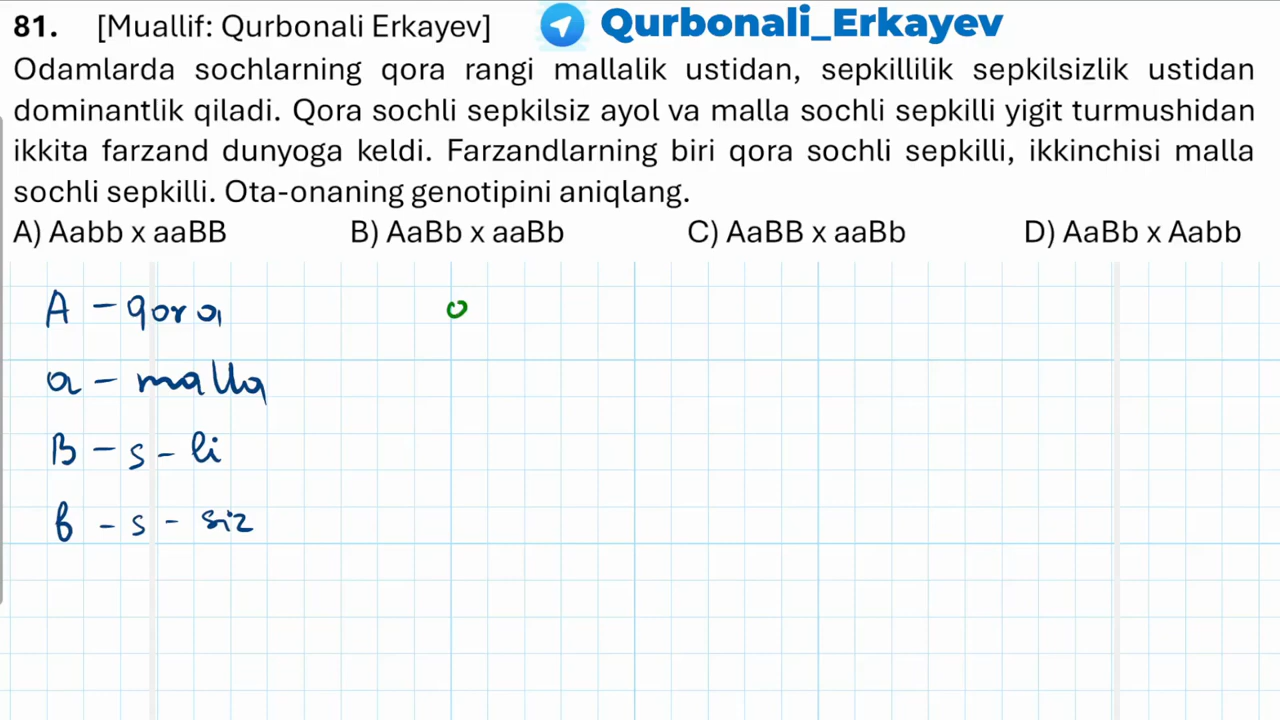 81. [Muallif: Qurbonali Erkayev] Qurbonali_Erkayev
Odamlarda sochlarning qora rangi mallalik ustidan, sepkillilik sepkilsizlik ustidan
dominantlik qiladi. Qora sochli sepkilsiz ayol va malla sochli sepkilli yigit turmushidan
ikkita farzand dunyoga keldi. Farzandlarning biri qora sochli sepkilli, ikkinchisi malla
sochli sepkilli. Ota-onaning genotipini aniqlang.
A) Aabb x aaBB B) AaBb x aaBb C) AaBB x aaBb D) AaBb x Aabb
A - qora
a - malla
B - s - li
b - s - siz